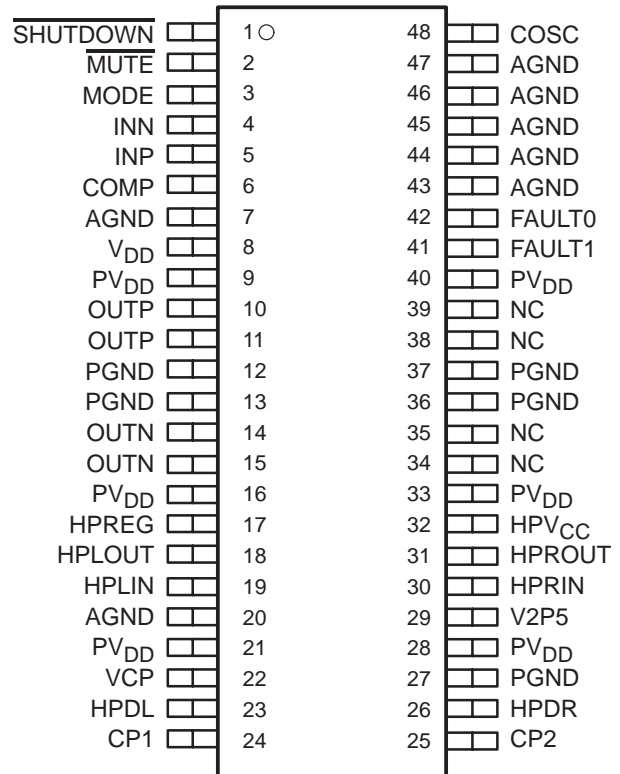 SHUTDOWN 1 48 COSC
MUTE 2 47 AGND
MODE 3 46 AGND
INN 4 45 AGND
INP 5 44 AGND
COMP 6 43 AGND
AGND 7 42 FAULT0
VDD 8 41 FAULT1
PVDD 9 40 PVDD
OUTP 10 39 NC
OUTP 11 38 NC
PGND 12 37 PGND
PGND 13 36 PGND
OUTN 14 35 NC
OUTN 15 34 NC
PVDD 16 33 PVDD
HPREG 17 32 HPVCC
HPLOUT 18 31 HPROUT
HPLIN 19 30 HPRIN
AGND 20 29 V2P5
PVDD 21 28 PVDD
VCP 22 27 PGND
HPDL 23 26 HPDR
CP1 24 25 CP2